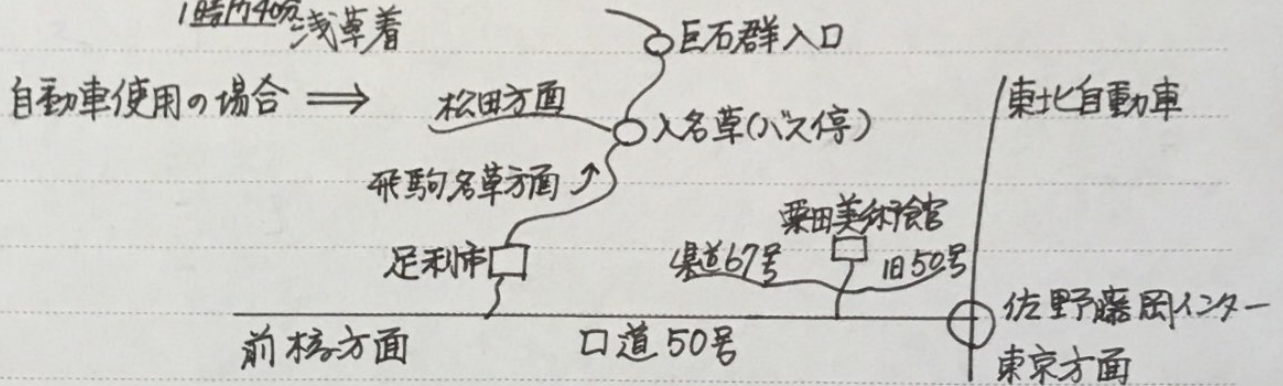 1時間40分 浅草着
巨石群入口
自動車使用の場合 ⇒
松田方面
東北自動車
入名草(バス停)
飛駒名草方面
栗田美術館
足利市
県道67号
旧50号
佐野藤岡インター
前橋方面
口道50号
東京方面